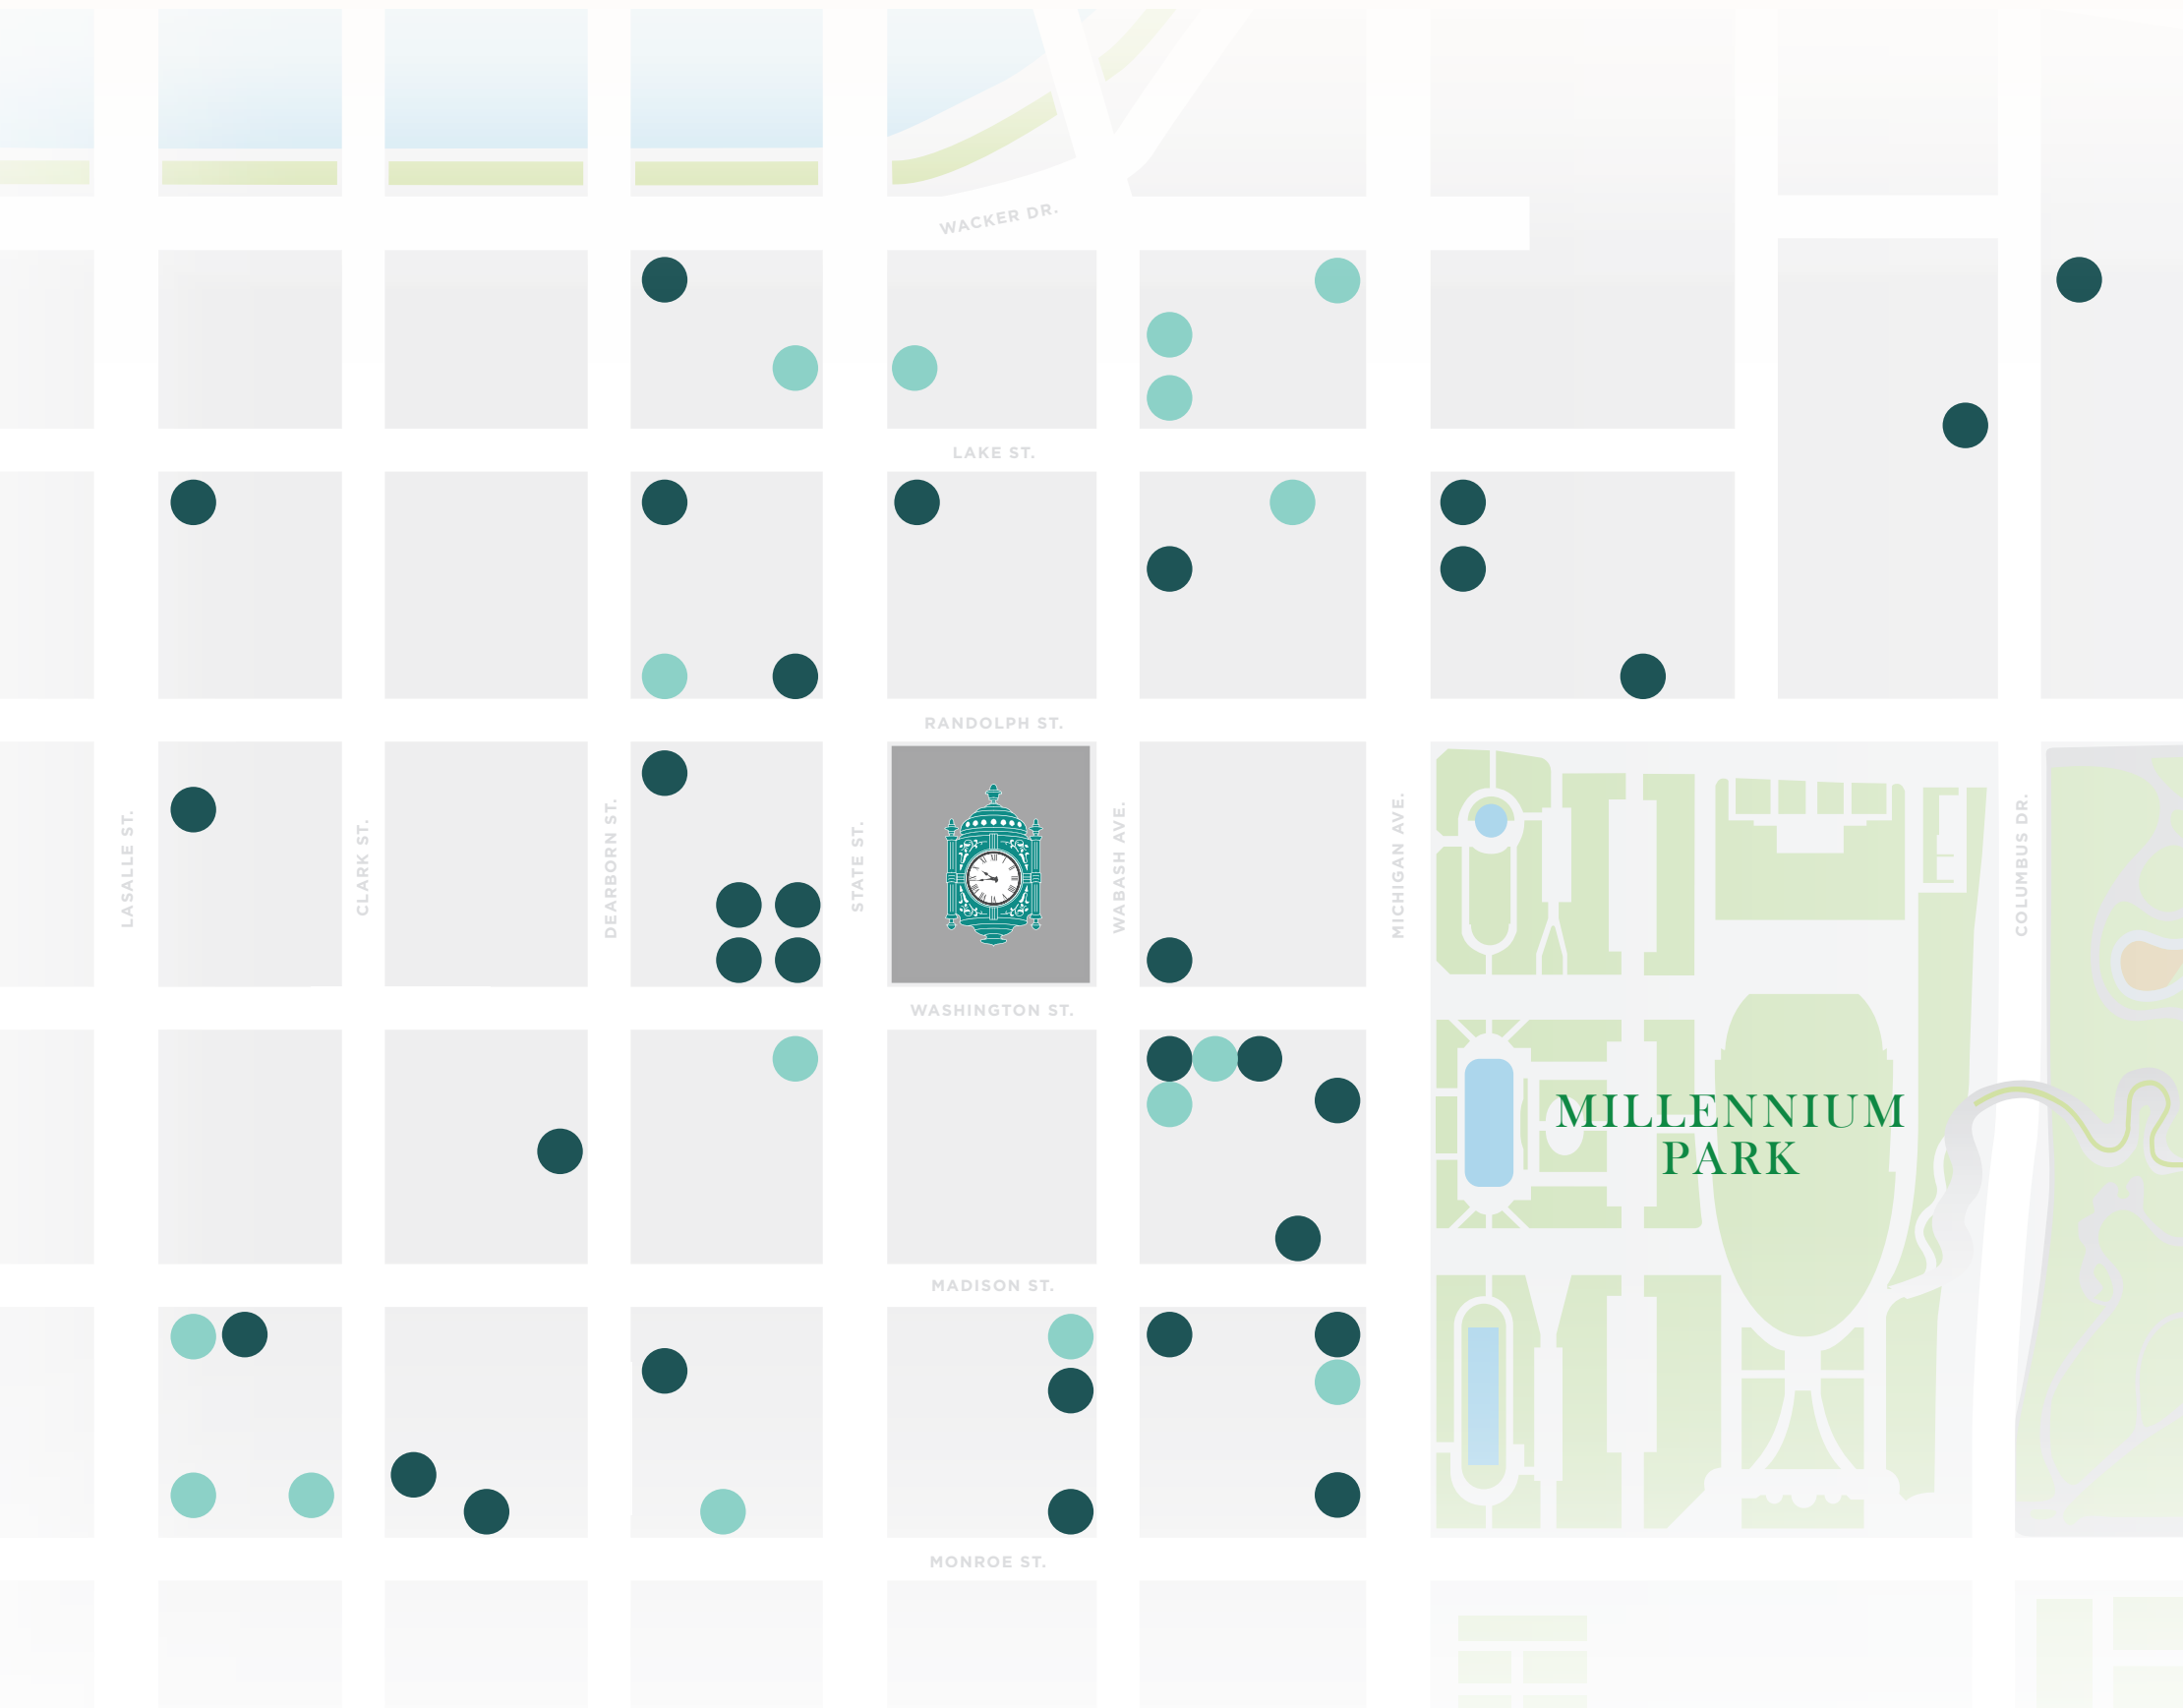 WACKER DR.
LAKE ST.
RANDOLPH ST.
LASALLE ST.
CLARK ST.
DEARBORN ST.
STATE ST.
WABASH AVE.
MICHIGAN AVE.
COLUMBUS DR.
WASHINGTON ST.
MILLENNIUM
PARK
MADISON ST.
MONROE ST.